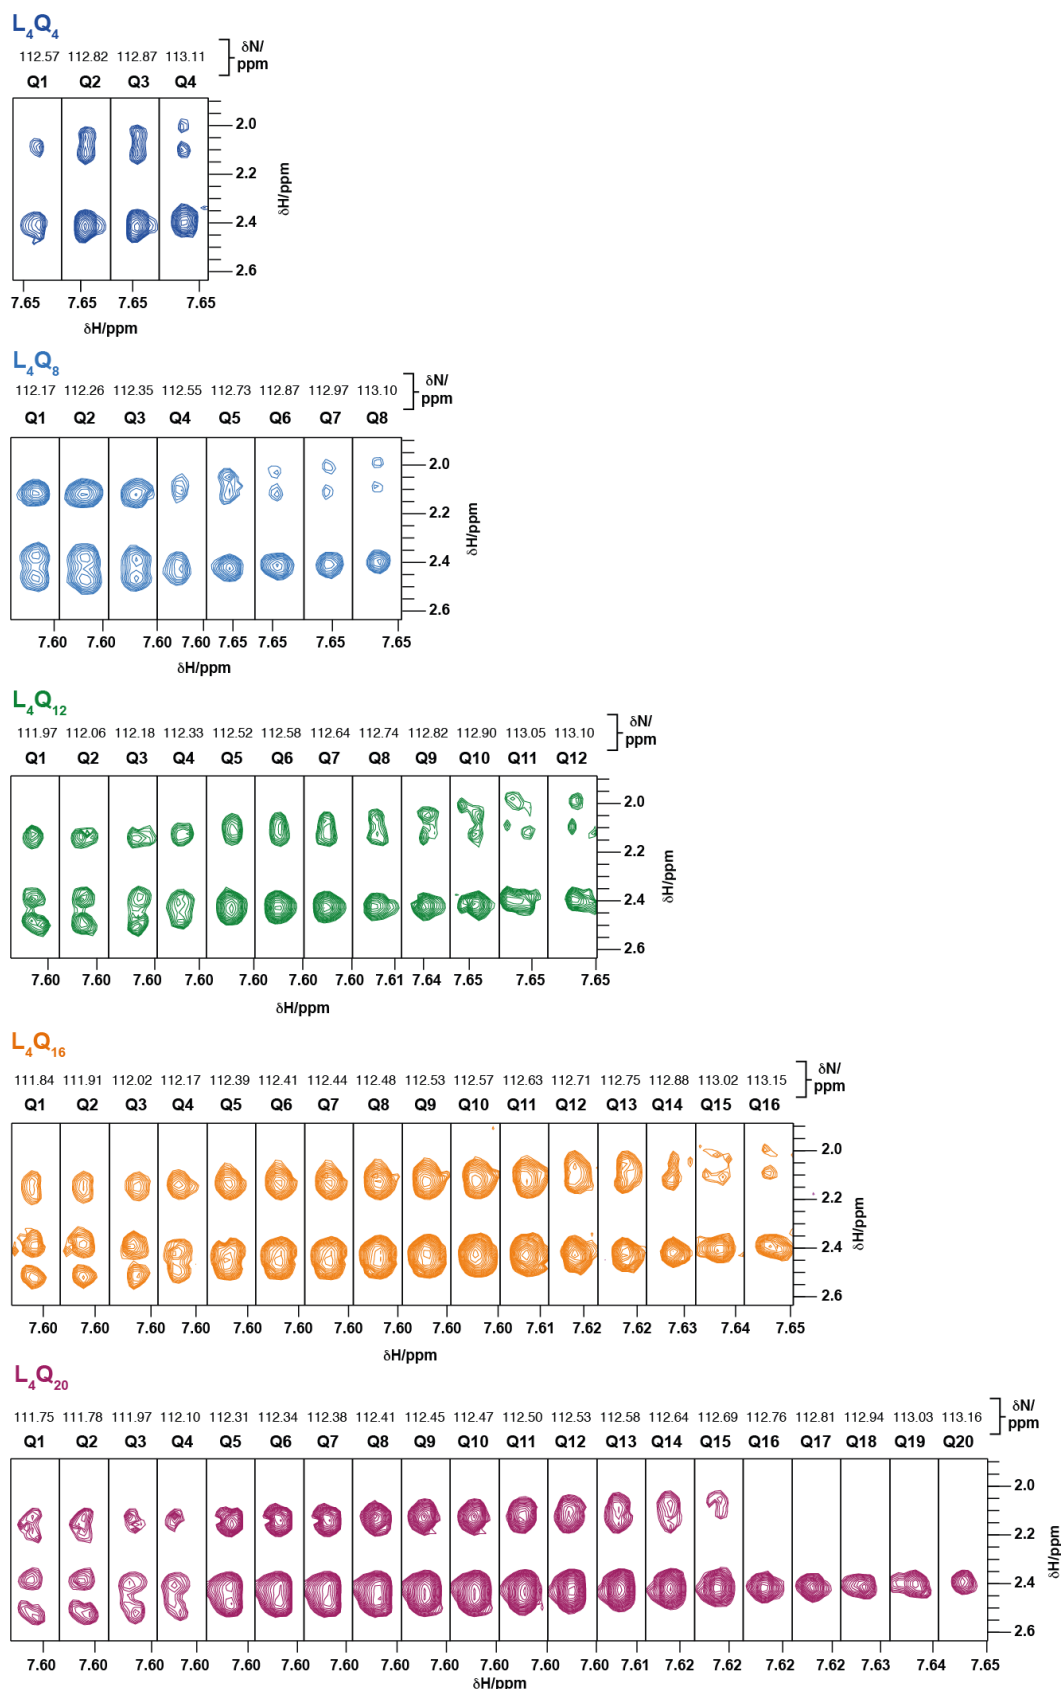 L4Q4
112.57 112.82 112.87 113.11 δN/ppm
Q1 Q2 Q3 Q4
2.0
2.2
2.4
2.6
δH/ppm
7.65 7.65 7.65 7.65
δH/ppm
L4Q8
112.17 112.26 112.35 112.55 112.73 112.87 112.97 113.10 δN/ppm
Q1 Q2 Q3 Q4 Q5 Q6 Q7 Q8
2.0
2.2
2.4
2.6
δH/ppm
7.60 7.60 7.60 7.60 7.65 7.65 7.65 7.65
δH/ppm
L4Q12
111.97 112.06 112.18 112.33 112.52 112.58 112.64 112.74 112.82 112.90 113.05 113.10 δN/ppm
Q1 Q2 Q3 Q4 Q5 Q6 Q7 Q8 Q9 Q10 Q11 Q12
2.0
2.2
2.4
2.6
δH/ppm
7.60 7.60 7.60 7.60 7.60 7.60 7.60 7.61 7.64 7.65 7.65 7.65
δH/ppm
L4Q16
111.84 111.91 112.02 112.17 112.39 112.41 112.44 112.48 112.53 112.57 112.63 112.71 112.75 112.88 113.02 113.15 δN/ppm
Q1 Q2 Q3 Q4 Q5 Q6 Q7 Q8 Q9 Q10 Q11 Q12 Q13 Q14 Q15 Q16
2.0
2.2
2.4
2.6
δH/ppm
7.60 7.60 7.60 7.60 7.60 7.60 7.60 7.60 7.60 7.60 7.61 7.62 7.62 7.63 7.64 7.65
δH/ppm
L4Q20
111.75 111.78 111.97 112.10 112.31 112.34 112.38 112.41 112.45 112.47 112.50 112.53 112.58 112.64 112.69 112.76 112.81 112.94 113.03 113.16 δN/ppm
Q1 Q2 Q3 Q4 Q5 Q6 Q7 Q8 Q9 Q10 Q11 Q12 Q13 Q14 Q15 Q16 Q17 Q18 Q19 Q20
2.0
2.2
2.4
2.6
δH/ppm
7.60 7.60 7.60 7.60 7.60 7.60 7.60 7.60 7.60 7.60 7.60 7.60 7.61 7.62 7.62 7.62 7.62 7.63 7.64 7.65
δH/ppm